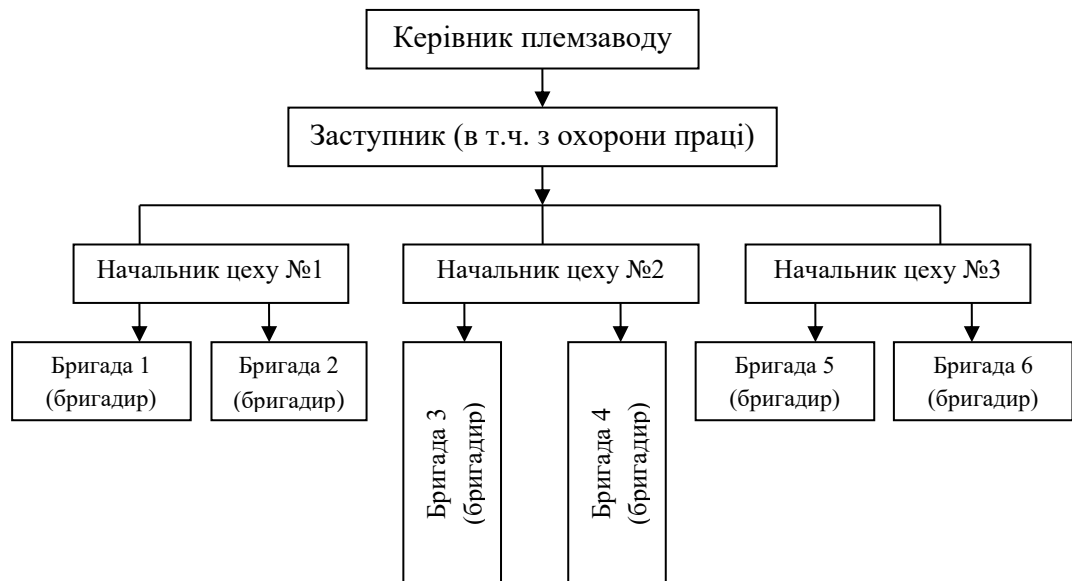 Керівник племзаводу
Заступник (в т.ч. з охорони праці)
Начальник цеху №1
Начальник цеху №2
Начальник цеху №3
Бригада 1
(бригадир)
Бригада 2
(бригадир)
Бригада 3
(бригадир)
Бригада 4
(бригадир)
Бригада 5
(бригадир)
Бригада 6
(бригадир)